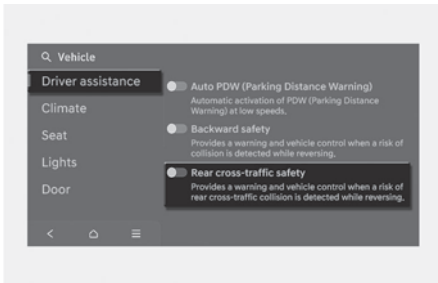 Vehicle
Driver assistance
Climate
Seat
Lights
Door
Auto PDW (Parking Distance Warning)
Automatic activation of PDW (Parking Distance
Warning) at low speeds.
Backward safety
Provides a warning and vehicle control when a risk of
collision is detected while reversing.
Rear cross-traffic safety
Provides a warning and vehicle control when a risk of
rear cross-traffic collision is detected while reversing.